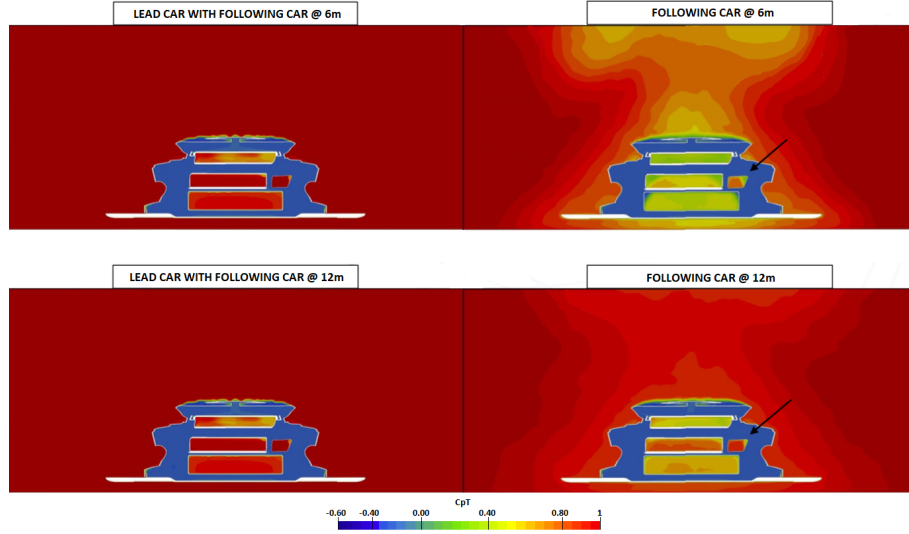 LEAD CAR WITH FOLLOWING CAR @ 6m
FOLLOWING CAR @ 6m
LEAD CAR WITH FOLLOWING CAR @ 12m
FOLLOWING CAR @ 12m
CpT
-0.60 -0.40 0.00 0.40 0.80 1